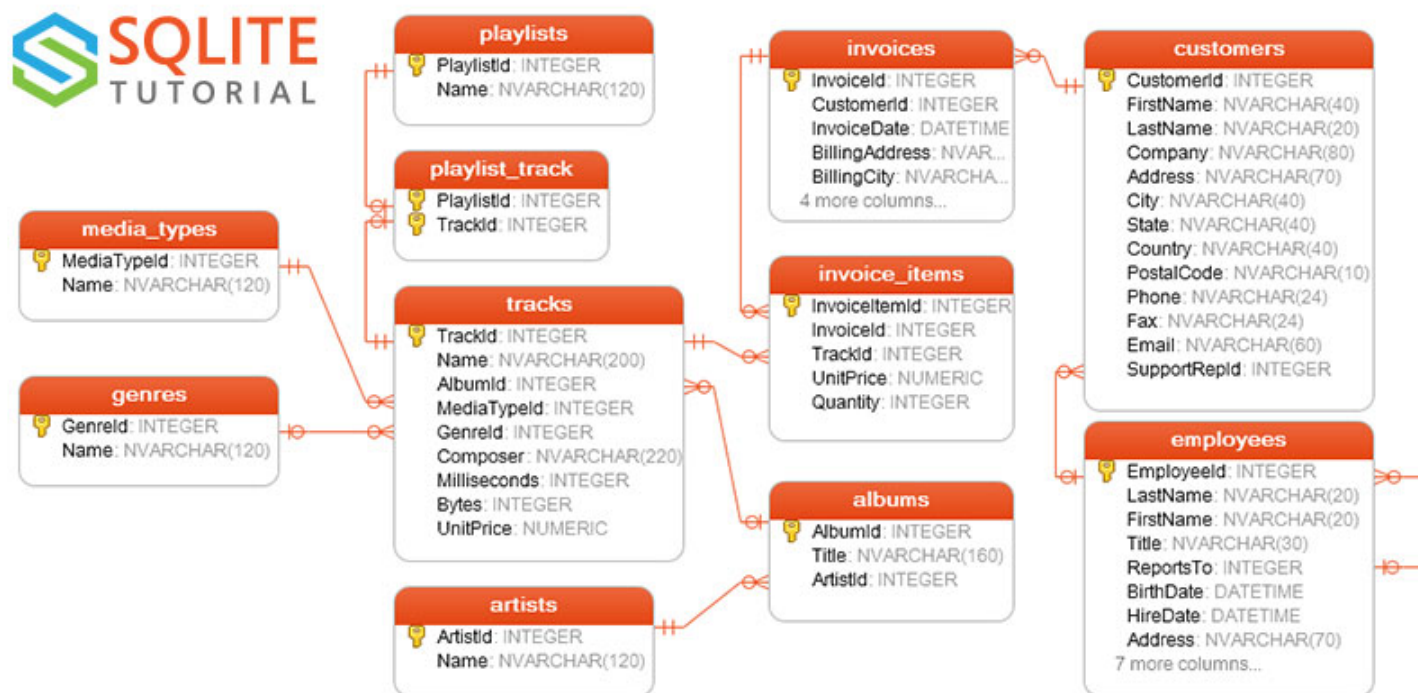 SQLITE
TUTORIAL
playlists
PlaylistId: INTEGER
Name: NVARCHAR(120)
playlist_track
PlaylistId: INTEGER
TrackId: INTEGER
media_types
MediaTypeId: INTEGER
Name: NVARCHAR(120)
genres
GenreId: INTEGER
Name: NVARCHAR(120)
tracks
TrackId: INTEGER
Name: NVARCHAR(200)
AlbumId: INTEGER
MediaTypeId: INTEGER
GenreId: INTEGER
Composer: NVARCHAR(220)
Milliseconds: INTEGER
Bytes: INTEGER
UnitPrice: NUMERIC
artists
ArtistId: INTEGER
Name: NVARCHAR(120)
invoices
InvoiceId: INTEGER
CustomerId: INTEGER
InvoiceDate: DATETIME
BillingAddress: NVAR...
BillingCity: NVARCHA...
4 more columns...
invoice_items
InvoiceItemId: INTEGER
InvoiceId: INTEGER
TrackId: INTEGER
UnitPrice: NUMERIC
Quantity: INTEGER
albums
AlbumId: INTEGER
Title: NVARCHAR(160)
ArtistId: INTEGER
customers
CustomerId: INTEGER
FirstName: NVARCHAR(40)
LastName: NVARCHAR(20)
Company: NVARCHAR(80)
Address: NVARCHAR(70)
City: NVARCHAR(40)
State: NVARCHAR(40)
Country: NVARCHAR(40)
PostalCode: NVARCHAR(10)
Phone: NVARCHAR(24)
Fax: NVARCHAR(24)
Email: NVARCHAR(60)
SupportRepId: INTEGER
employees
EmployeeId: INTEGER
LastName: NVARCHAR(20)
FirstName: NVARCHAR(20)
Title: NVARCHAR(30)
ReportsTo: INTEGER
BirthDate: DATETIME
HireDate: DATETIME
Address: NVARCHAR(70)
7 more columns...